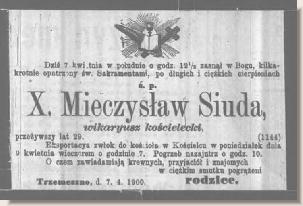 Dziś 7 kwietnia w południe o godz. 12¼ zasnął w Bogu, kilka-
krotnie opatrzony św. Sakramentami, po długich i ciężkich cierpieniach
ś. p.
X. Mieczysław Siuda,
wikaryusz kościelecki,
przeżywszy lat 29. (1144)
Eksportacya zwłok do kościoła w Kościelcu w poniedziałek dnia
9 kwietnia wieczorem o godzinie 7. Pogrzeb nazajutrz o godz. 10.
O czem zawiadamiają krewnych, przyjaciół i znajomych
w ciężkim smutku pogrążeni
Trzemeszno, d. 7. 4. 1900. rodzice.